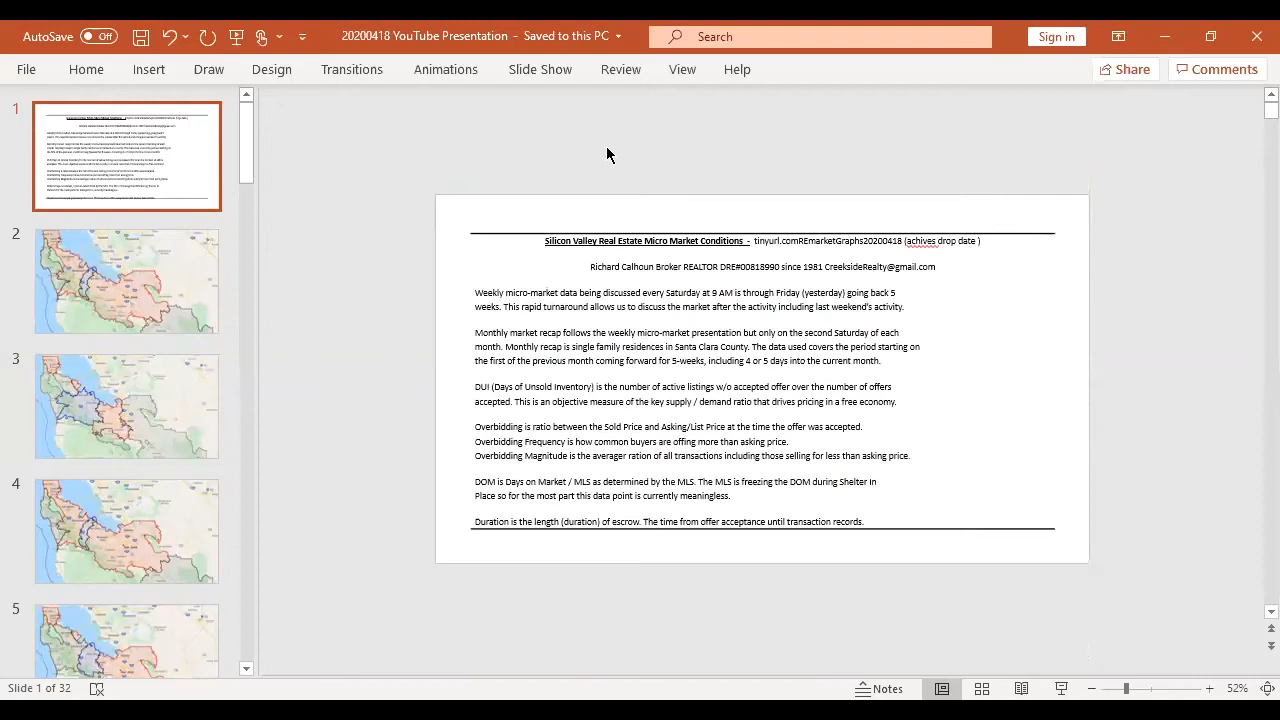 AutoSave Off 20200418 YouTube Presentation - Saved to this PC Search Sign in
File Home Insert Draw Design Transitions Animations Slide Show Review View Help Share Comments
1
2
3
4
5
Silicon Valley Real Estate Micro Market Conditions - tinyurl.comREmarketGraphs20200418 (achives drop date )
Richard Calhoun Broker REALTOR DRE#00818990 since 1981 CreeksideRealty@gmail.com
Weekly micro-market data being discussed every Saturday at 9 AM is through Friday (yesterday) going back 5
weeks. This rapid turnaround allows us to discuss the market after the activity including last weekend's activity.
Monthly market recap follows the weekly micro-market presentation but only on the second Saturday of each
month. Monthly recap is single family residences in Santa Clara County. The data used covers the period starting on
the first of the previous month coming forward for 5-weeks, including 4 or 5 days into the current month.
DUI (Days of Unsold Inventory) is the number of active listings w/o accepted offer over the number of offers
accepted. This is an objective measure of the key supply / demand ratio that drives pricing in a free economy.
Overbidding is ratio between the Sold Price and Asking/List Price at the time the offer was accepted.
Overbidding Frequency is how common buyers are offing more than asking price.
Overbidding Magnitude is the averager ration of all transactions including those selling for less than asking price.
DOM is Days on Market / MLS as determined by the MLS. The MLS is freezing the DOM during Shelter in
Place so for the most part this data point is currently meaningless.
Duration is the length (duration) of escrow. The time from offer acceptance until transaction records.
Slide 1 of 32 Notes 52%